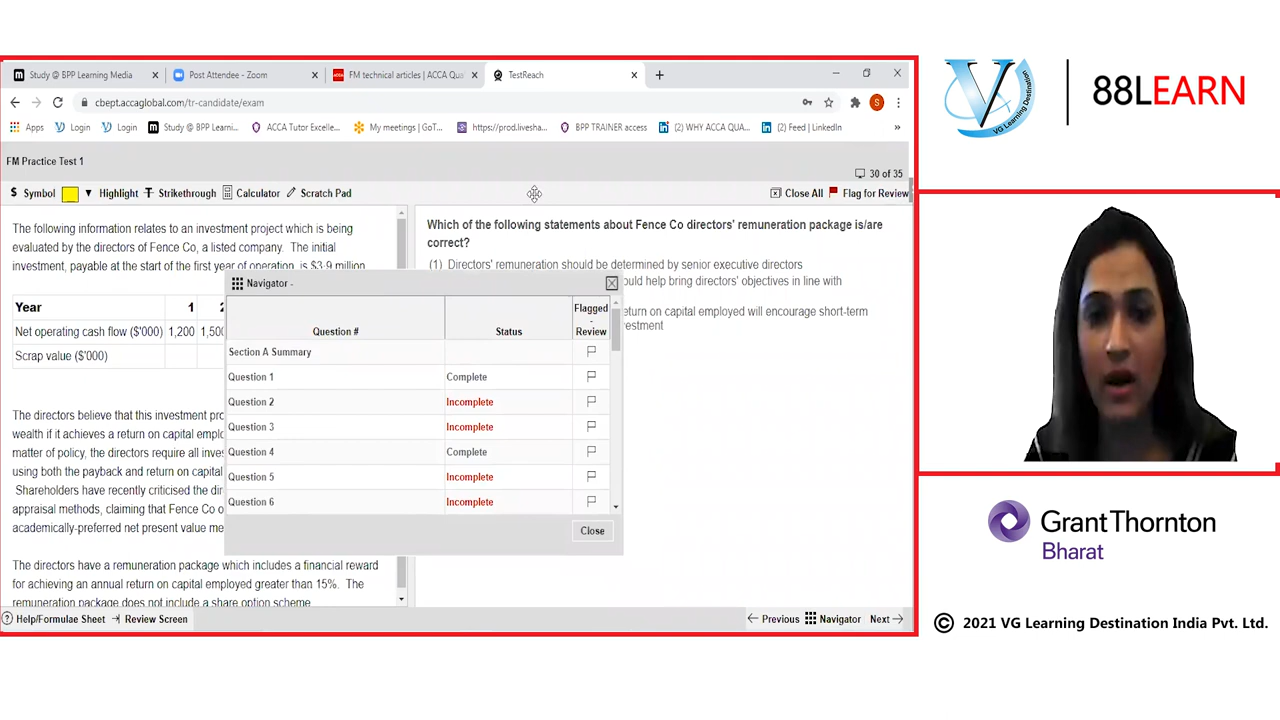 Study @ BPP Learning Media
Post Attendee - Zoom
FM technical articles | ACCA Qua
TestReach
cbept.accaglobal.com/tr-candidate/exam
Apps
Login
Login
Study @ BPP Learni...
ACCA Tutor Excelle...
My meetings | GoT...
https://prod.livesha...
BPP TRAINER access
(2) WHY ACCA QUA...
(2) Feed | LinkedIn
FM Practice Test 1
30 of 35
$ Symbol
Highlight
Strikethrough
Calculator
Scratch Pad
Close All
Flag for Review
The following information relates to an investment project which is being
evaluated by the directors of Fence Co, a listed company. The initial
investment, payable at the start of the first year of operation, is $3·9 million
Year 1 2
Net operating cash flow ($'000) 1,200 1,500
Scrap value ($'000)
The directors believe that this investment pro
wealth if it achieves a return on capital emplo
matter of policy, the directors require all inves
using both the payback and return on capital
Shareholders have recently criticised the dir
appraisal methods, claiming that Fence Co o
academically-preferred net present value me
The directors have a remuneration package which includes a financial reward
for achieving an annual return on capital employed greater than 15%. The
remuneration package does not include a share option scheme
Which of the following statements about Fence Co directors' remuneration package is/are
correct?
(1) Directors' remuneration should be determined by senior executive directors
ould help bring directors' objectives in line with
eturn on capital employed will encourage short-term
vestment
Navigator -
Question # Status Flagged - Review
Section A Summary
Question 1 Complete
Question 2 Incomplete
Question 3 Incomplete
Question 4 Complete
Question 5 Incomplete
Question 6 Incomplete
Close
Help/Formulae Sheet
Review Screen
Previous
Navigator
Next
V
VG Learning Destination
88LEARN
Grant Thornton
Bharat
© 2021 VG Learning Destination India Pvt. Ltd.